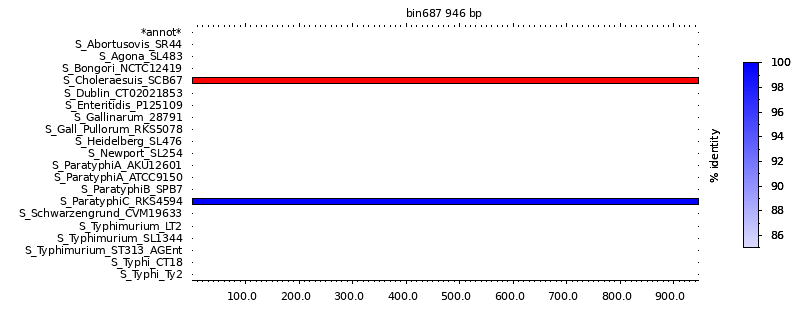 bin687 946 bp
*annot*
S_Abortusovis_SR44
S_Agona_SL483
S_Bongori_NCTC12419
S_Choleraesuis_SCB67
S_Dublin_CT02021853
S_Enteritidis_P125109
S_Gallinarum_28791
S_Gall_Pullorum_RKS5078
S_Heidelberg_SL476
S_Newport_SL254
S_ParatyphiA_AKU12601
S_ParatyphiA_ATCC9150
S_ParatyphiB_SPB7
S_ParatyphiC_RKS4594
S_Schwarzengrund_CVM19633
S_Typhimurium_LT2
S_Typhimurium_SL1344
S_Typhimurium_ST313_AGEnt
S_Typhi_CT18
S_Typhi_Ty2
100.0 200.0 300.0 400.0 500.0 600.0 700.0 800.0 900.0
% identity
100
98
96
94
92
90
88
86